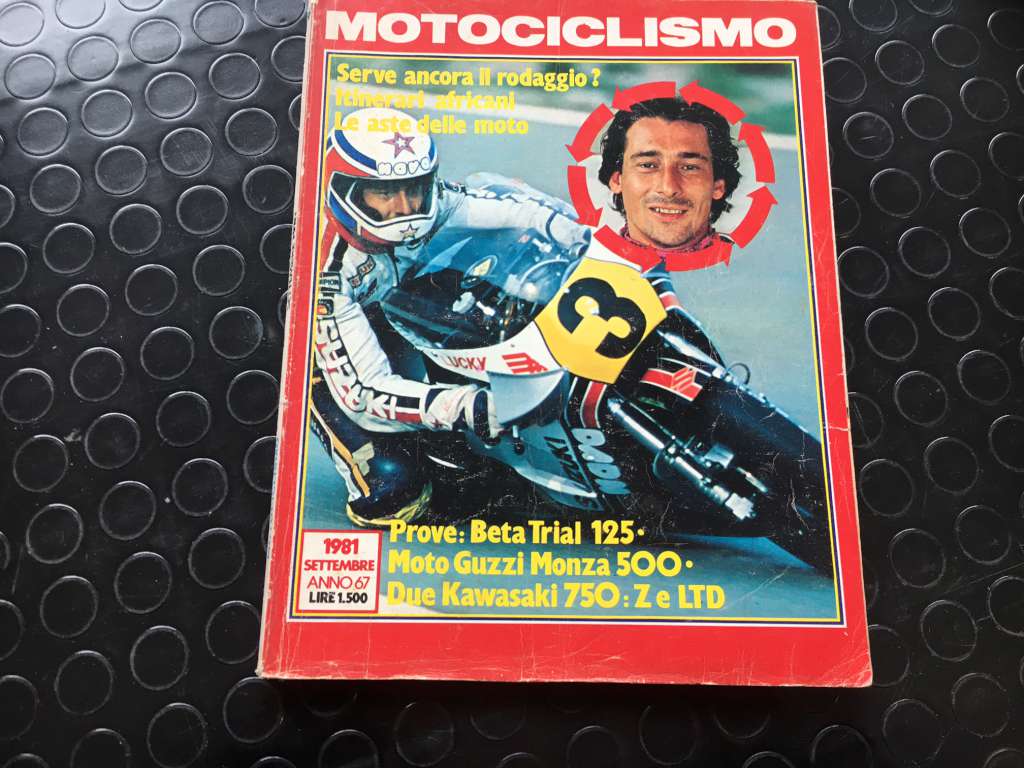 MOTOCICLISMO
Serve ancora il rodaggio?
Itinerari africani
Le aste delle moto
NAVA
3
LUCKY
1981
SETTEMBRE
ANNO.67
LIRE 1.500
Prove: Beta Trial 125·
Moto Guzzi Monza 500·
Due Kawasaki 750: Z e LTD